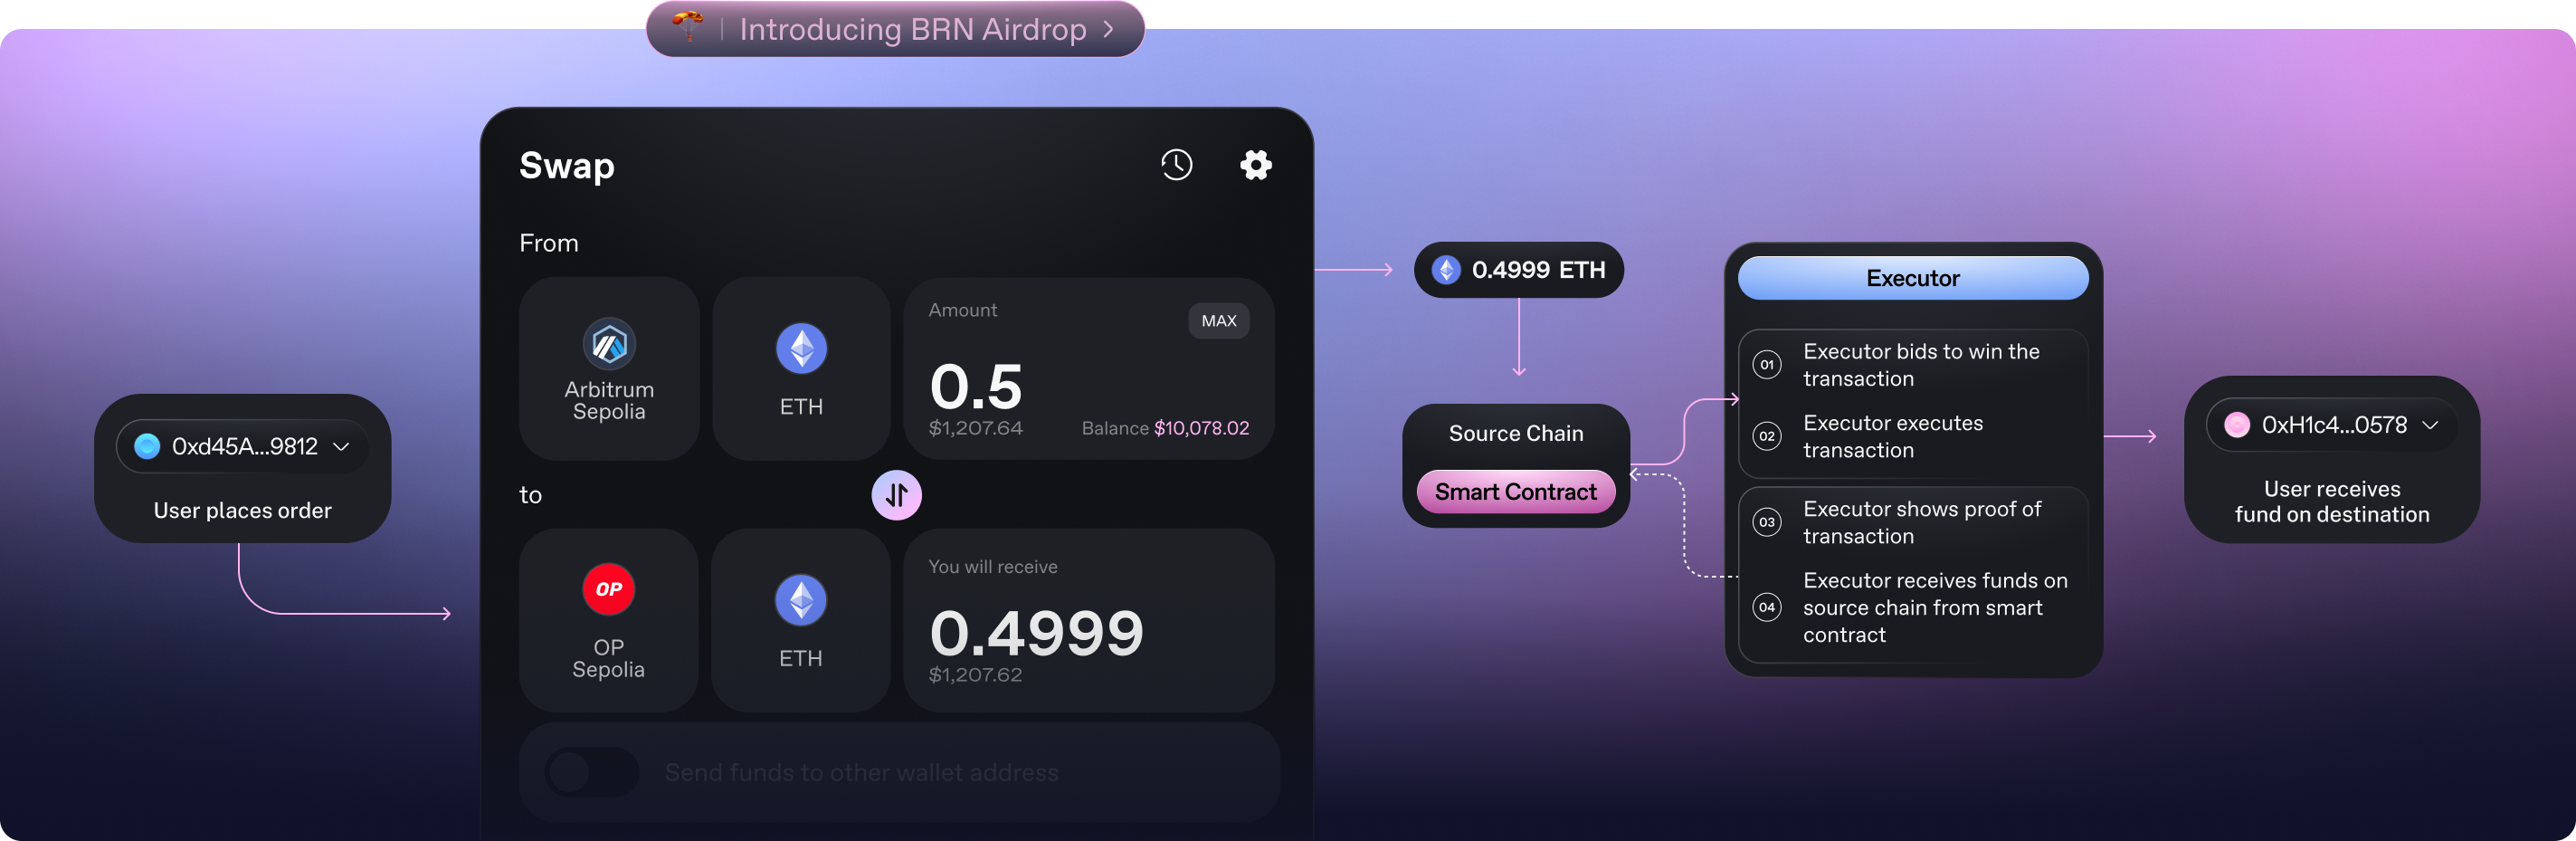 Introducing BRN Airdrop
0xd45A...9812
User places order
Swap
From
Arbitrum
Sepolia
ETH
Amount
MAX
0.5
$1,207.64
Balance $10,078.02
to
OP
OP
Sepolia
ETH
You will receive
0.4999
$1,207.62
Send funds to other wallet address
0.4999 ETH
Source Chain
Smart Contract
Executor
01
Executor bids to win the
transaction
02
Executor executes
transaction
03
Executor shows proof of
transaction
04
Executor receives funds on
source chain from smart
contract
0xH1c4...0578
User receives
fund on destination